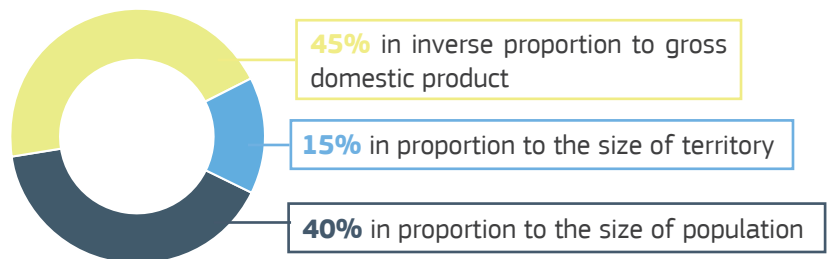 45% in inverse proportion to gross
domestic product
15% in proportion to the size of territory
40% in proportion to the size of population